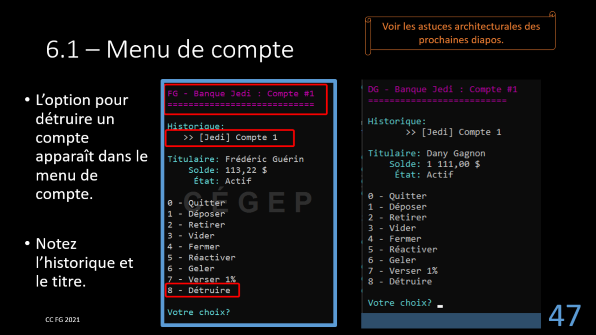 Voir les astuces architecturales des
prochaines diapos.
6.1 – Menu de compte
• L’option pour
détruire un
compte
apparaît dans le
menu de
compte.
• Notez
l’historique et
le titre.
FG - Banque Jedi : Compte #1
============================
Historique:
>> [Jedi] Compte 1
Titulaire: Frédéric Guérin
Solde: 113,22 $
État: Actif
0 - Quitter
1 - Déposer
2 - Retirer
3 - Vider
4 - Fermer
5 - Réactiver
6 - Geler
7 - Verser 1%
8 - Détruire
Votre choix?
CÉGEP
DG - Banque Jedi : Compte #1
============================
Historique:
>> [Jedi] Compte 1
Titulaire: Dany Gagnon
Solde: 1 111,00 $
État: Actif
0 - Quitter
1 - Déposer
2 - Retirer
3 - Vider
4 - Fermer
5 - Réactiver
6 - Geler
7 - Verser 1%
8 - Détruire
Votre choix? _
CC FG 2021
47